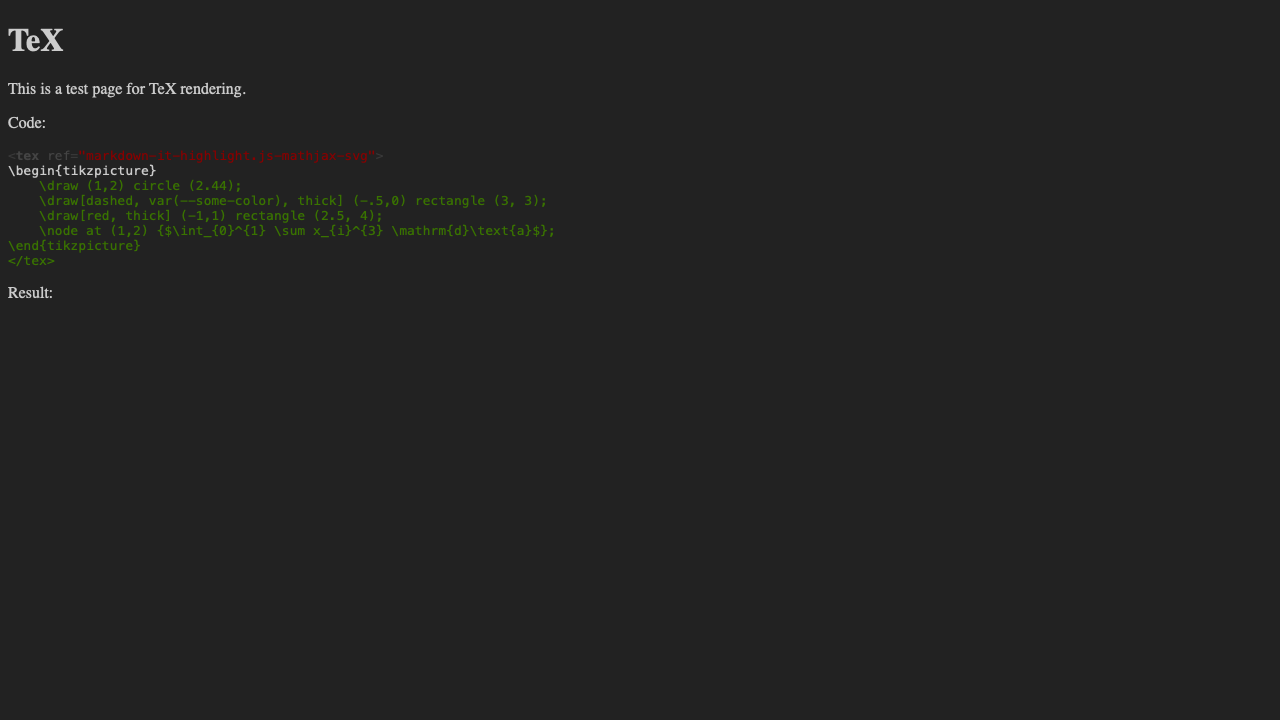 TeX
This is a test page for TeX rendering.
Code:
<tex ref="markdown-it-highlight.js-mathjax-svg">
\begin{tikzpicture}
    \draw (1,2) circle (2.44);
    \draw[dashed, var(--some-color), thick] (-.5,0) rectangle (3, 3);
    \draw[red, thick] (-1,1) rectangle (2.5, 4);
    \node at (1,2) {$\int_{0}^{1} \sum x_{i}^{3} \mathrm{d}\text{a}$};
\end{tikzpicture}
</tex>
Result: